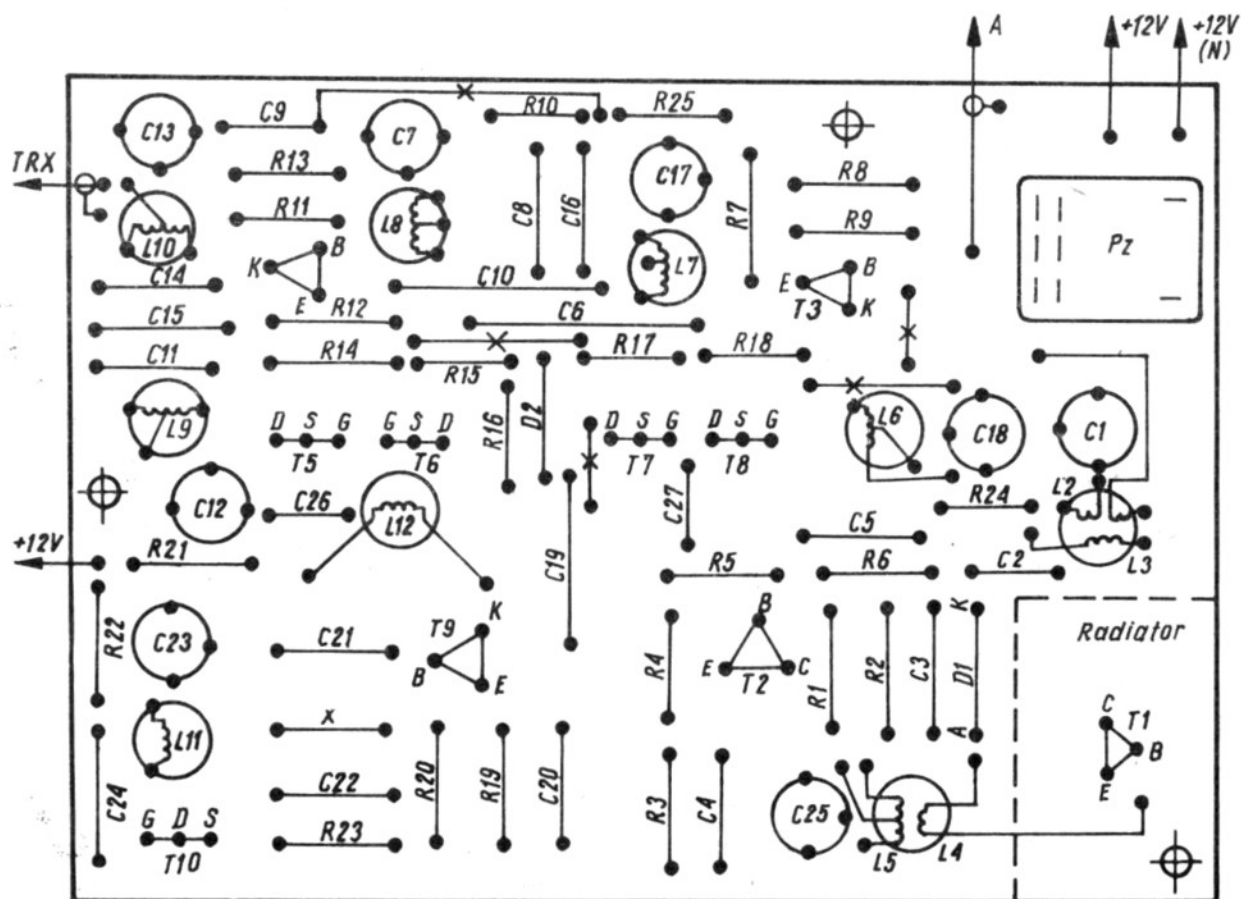 A
+12V
+12V
(N)
C13
C9
R10
R25
C7
TRX
R13
C17
R8
R11
L8
C8
C16
R7
R9
Pz
L10
K
B
E
L7
C14
C10
E
B
K
T3
R12
C15
C6
C11
R14
R15
R17
R18
R16
D2
L9
D S G
T5
G S D
T6
D S G
T7
D S G
T8
L6
C18
C1
C12
C26
L12
C27
R24
L2
C19
C5
L3
+12V
R21
R5
R6
C2
R22
C23
C21
T9
K
B
E
R4
B
E
C
T2
R1
R2
C3
K
D1
A
Radiator
L11
x
C
T1
B
E
C24
C22
R20
R19
C20
R3
C4
C25
G D S
T10
R23
L5
L4